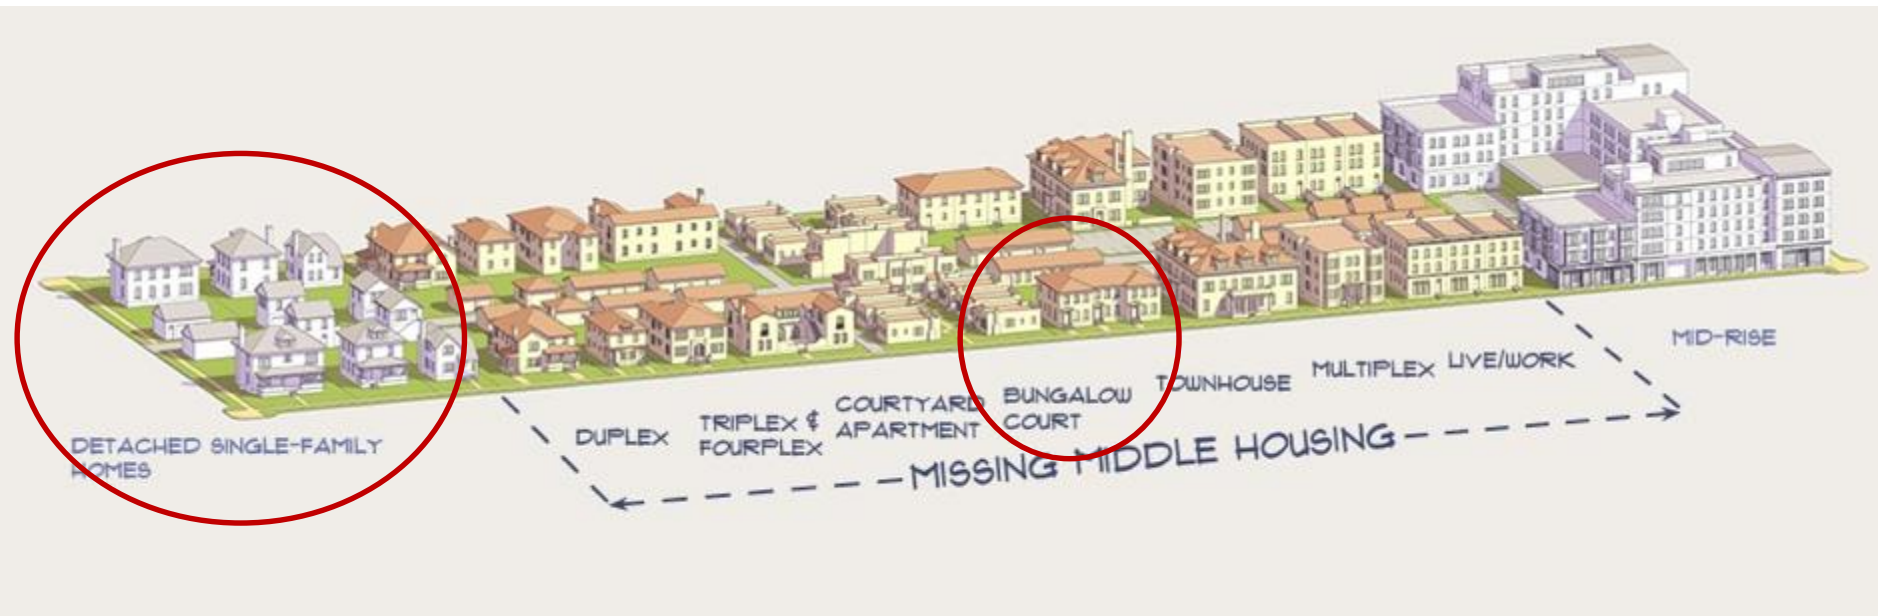 DETACHED SINGLE-FAMILY
HOMES
DUPLEX
TRIPLEX &
FOURPLEX
COURTYARD
APARTMENT
BUNGALOW
COURT
TOWNHOUSE
MULTIPLEX
LIVE/WORK
MID-RISE
MISSING MIDDLE HOUSING